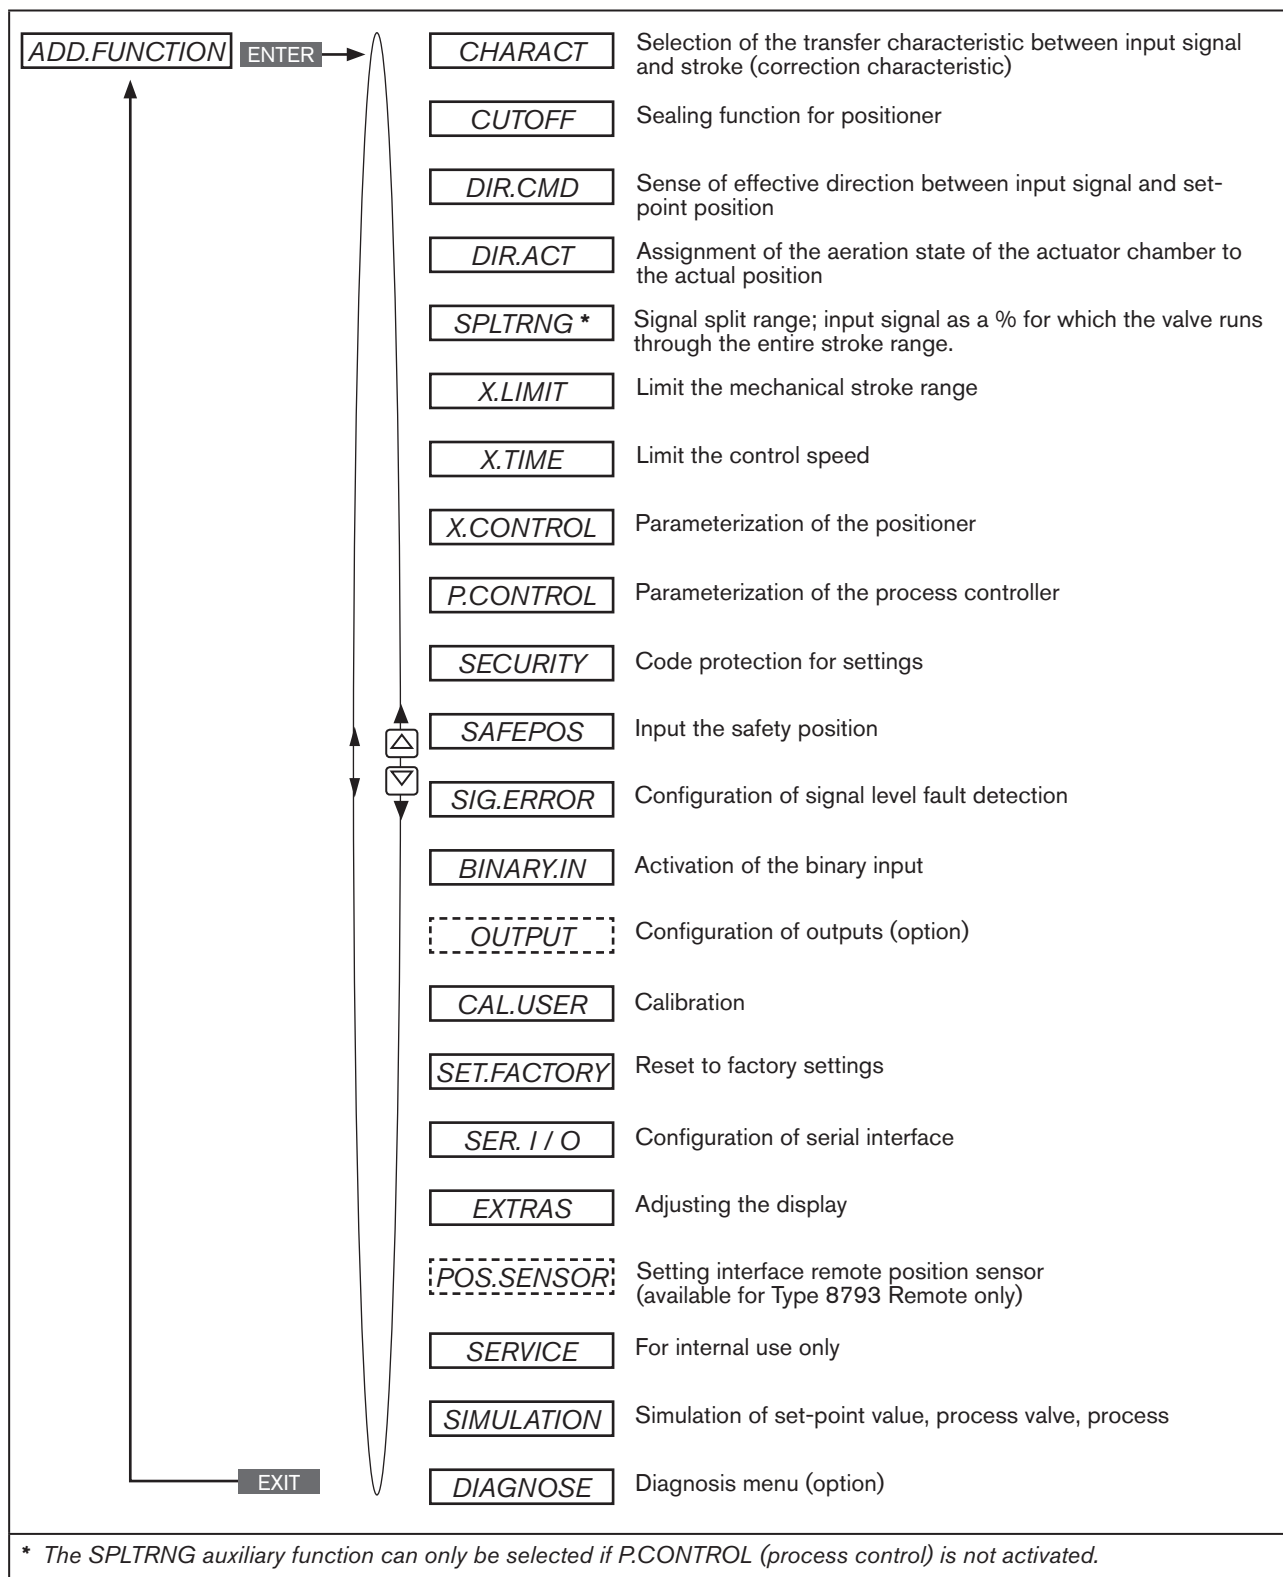 ADD.FUNCTION ENTER
CHARACT Selection of the transfer characteristic between input signal
and stroke (correction characteristic)
CUTOFF Sealing function for positioner
DIR.CMD Sense of effective direction between input signal and set-
point position
DIR.ACT Assignment of the aeration state of the actuator chamber to
the actual position
SPLTRNG * Signal split range; input signal as a % for which the valve runs
through the entire stroke range.
X.LIMIT Limit the mechanical stroke range
X.TIME Limit the control speed
X.CONTROL Parameterization of the positioner
P.CONTROL Parameterization of the process controller
SECURITY Code protection for settings
SAFEPOS Input the safety position
SIG.ERROR Configuration of signal level fault detection
BINARY.IN Activation of the binary input
OUTPUT Configuration of outputs (option)
CAL.USER Calibration
SET.FACTORY Reset to factory settings
SER. I / O Configuration of serial interface
EXTRAS Adjusting the display
POS.SENSOR Setting interface remote position sensor
(available for Type 8793 Remote only)
SERVICE For internal use only
SIMULATION Simulation of set-point value, process valve, process
EXIT
DIAGNOSE Diagnosis menu (option)
* The SPLTRNG auxiliary function can only be selected if P.CONTROL (process control) is not activated.